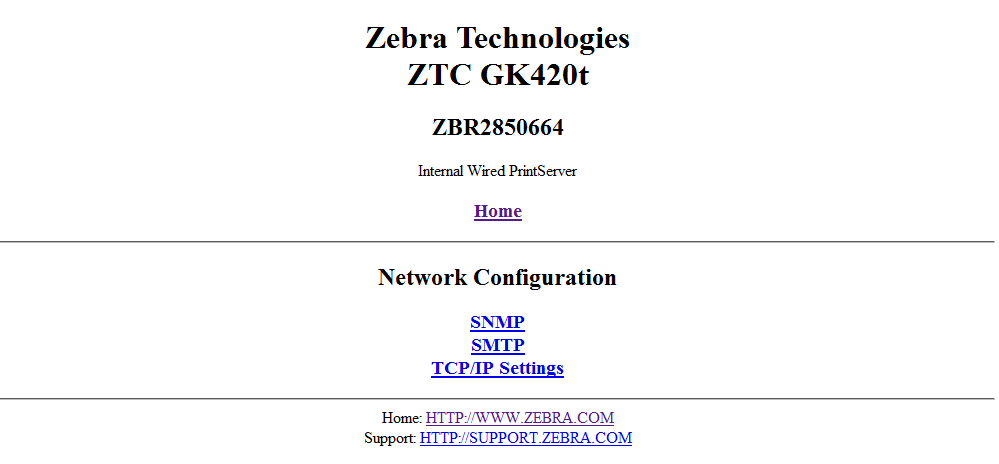 Zebra Technologies
ZTC GK420t
ZBR2850664
Internal Wired PrintServer
Home
Network Configuration
SNMP
SMTP
TCP/IP Settings
Home: HTTP://WWW.ZEBRA.COM
Support: HTTP://SUPPORT.ZEBRA.COM